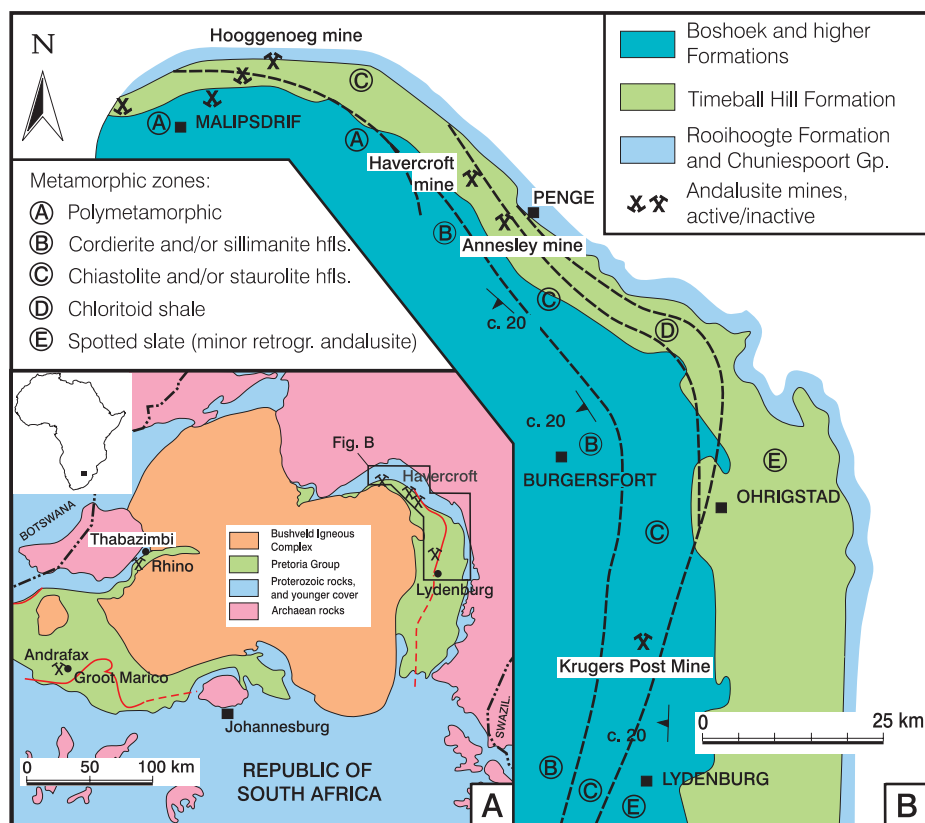 N
Hooggenoeg mine
C
A
MALIPSDRIF
A
Havercroft
mine
PENGE
Annesley mine
B
C
c. 20
D
c. 20
B
BURGERSFORT
E
OHRIGSTAD
C
Krugers Post Mine
0 25 km
c. 20
B
C
E
LYDENBURG
B
Boshoek and higher
Formations
Timeball Hill Formation
Rooihoogte Formation
and Chuniespoort Gp.
Andalusite mines,
active/inactive
Metamorphic zones:
A Polymetamorphic
B Cordierite and/or sillimanite hfls.
C Chiastolite and/or staurolite hfls.
D Chloritoid shale
E Spotted slate (minor retrogr. andalusite)
Fig. B
Havercroft
BOTSWANA
Thabazimbi
Rhino
Bushveld Igneous
Complex
Pretoria Group
Proterozoic rocks,
and younger cover
Archaean rocks
Lydenburg
Andrafax
Groot Marico
Johannesburg
SWAZIL.
0 50 100 km
REPUBLIC OF
SOUTH AFRICA
A